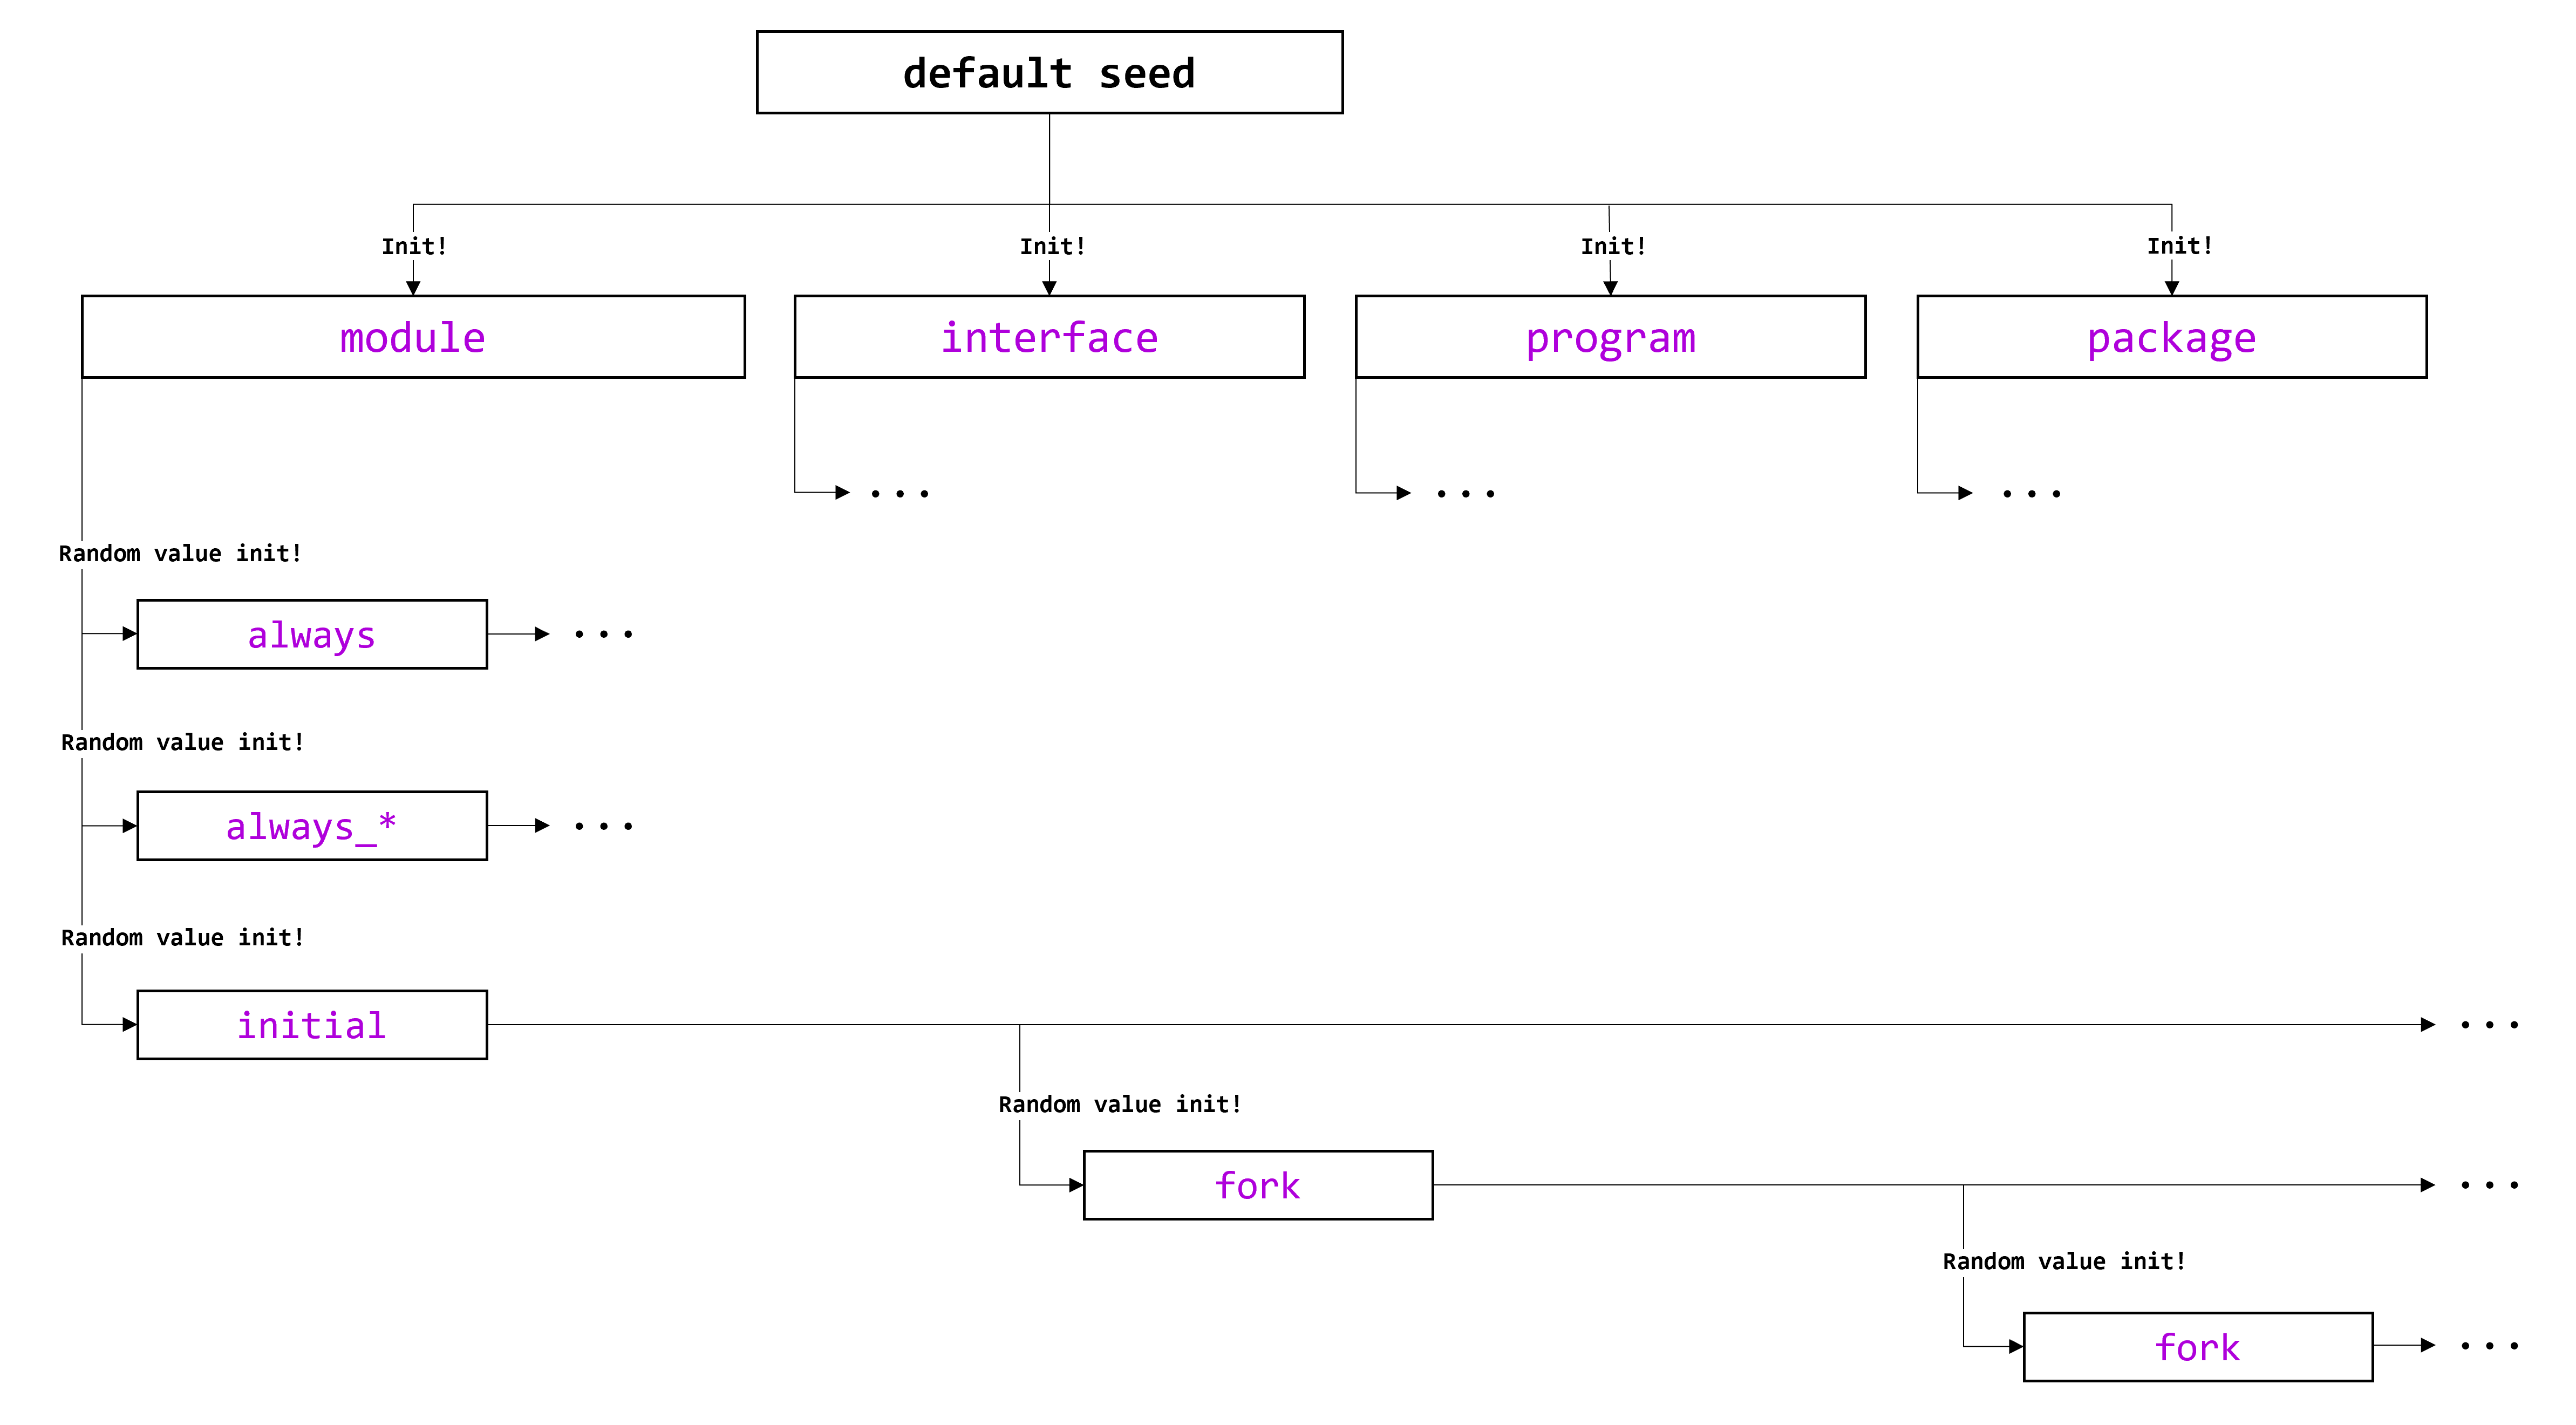 default seed
Init!
Init!
Init!
Init!
module
interface
program
package
...
...
...
Random value init!
always
...
Random value init!
always_*
...
Random value init!
initial
...
Random value init!
fork
...
Random value init!
fork
...